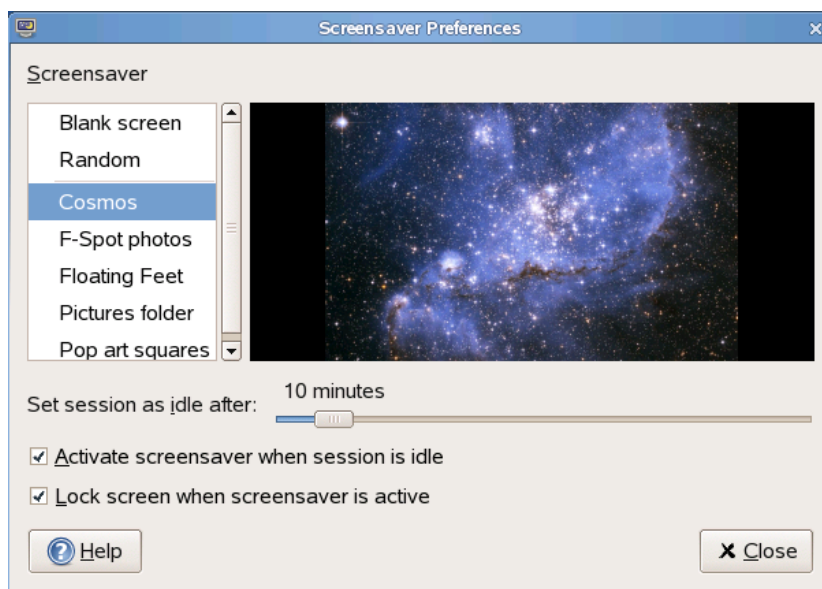 Screensaver Preferences
Screensaver
Blank screen
Random
Cosmos
F-Spot photos
Floating Feet
Pictures folder
Pop art squares
10 minutes
Set session as idle after:
Activate screensaver when session is idle
Lock screen when screensaver is active
Help
Close